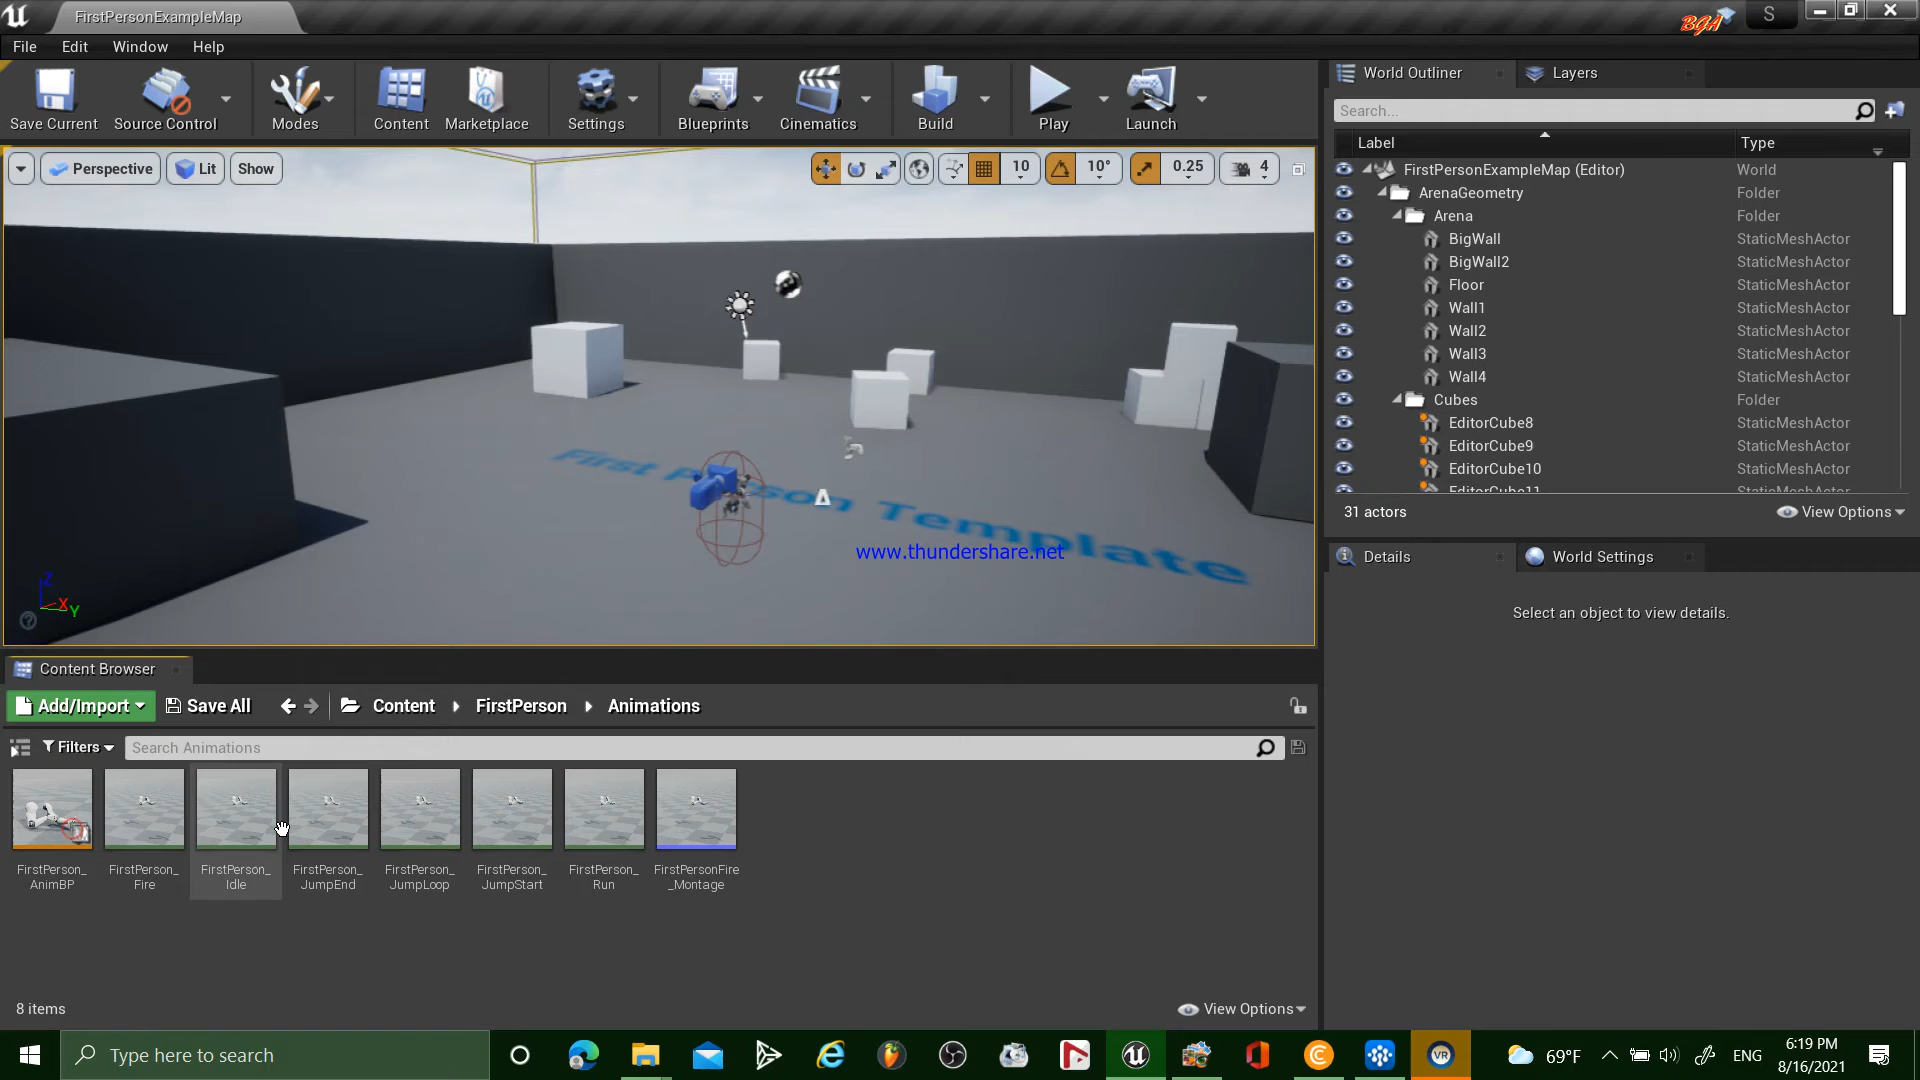 FirstPersonExampleMap
BGA
S
File Edit Window Help
Save Current Source Control Modes Content Marketplace Settings Blueprints Cinematics Build Play Launch
Perspective Lit Show 10 10° 0.25 4
First Person Template
www.thundershare.net
Z
X
Y
World Outliner Layers
Search...
Label Type
FirstPersonExampleMap (Editor) World
ArenaGeometry Folder
Arena Folder
BigWall StaticMeshActor
BigWall2 StaticMeshActor
Floor StaticMeshActor
Wall1 StaticMeshActor
Wall2 StaticMeshActor
Wall3 StaticMeshActor
Wall4 StaticMeshActor
Cubes Folder
EditorCube8 StaticMeshActor
EditorCube9 StaticMeshActor
EditorCube10 StaticMeshActor
EditorCube11 StaticMeshActor
31 actors View Options
Details World Settings
Select an object to view details.
Content Browser
Add/Import Save All Content FirstPerson Animations
Filters Search Animations
FirstPerson_
AnimBP
FirstPerson_
Fire
FirstPerson_
Idle
FirstPerson_
JumpEnd
FirstPerson_
JumpLoop
FirstPerson_
JumpStart
FirstPerson_
Run
FirstPersonFire
_Montage
8 items View Options
Type here to search
VR
69°F
ENG
6:19 PM
8/16/2021